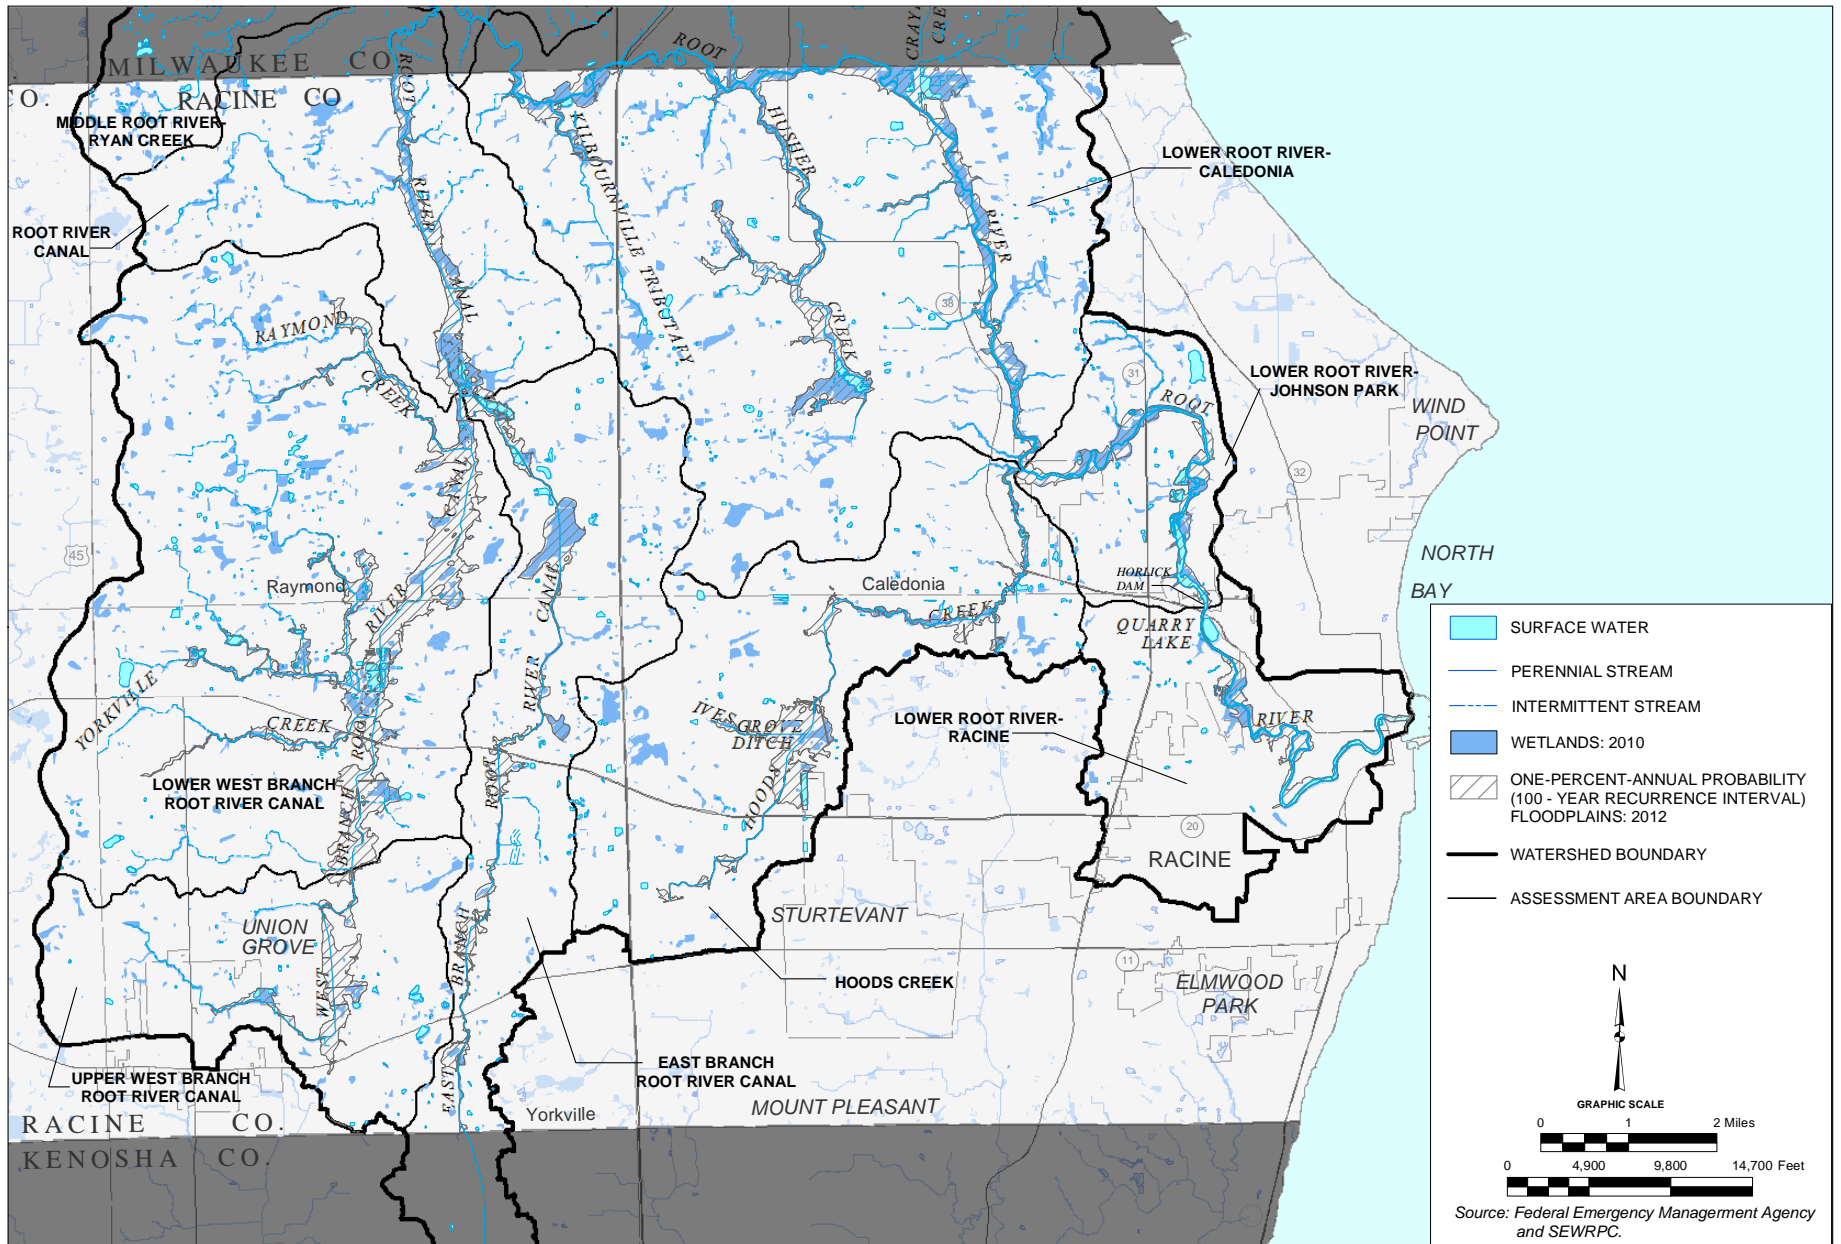 MILWAUKEE CO.
CO.
RACINE CO
MIDDLE ROOT RIVER-
RYAN CREEK
ROOT RIVER
CANAL
ROOT
RIVER
ANAL
ROOT
CRE
KILBOURNVILLE TRIBUTARY
HUSHER
CREEK
RIVER
LOWER ROOT RIVER-
CALEDONIA
38
31
32
LOWER ROOT RIVER-
JOHNSON PARK
ROOT
WIND
POINT
NORTH
BAY
RAYMOND
CREEK
CANAL
45
Raymond
RIVER
CANAL
RIVER
Caledonia
CREEK
HORLICK
DAM
QUARRY
LAKE
RIVER
YORKVILLE
CREEK
ROOT
IVES GROVE
DITCH
HOODS
LOWER ROOT RIVER-
RACINE
LOWER WEST BRANCH
ROOT RIVER CANAL
BRANCH
ROOT
20
RACINE
UNION
GROVE
WEST
BRANCH
STURTEVANT
11
HOODS CREEK
ELMWOOD
PARK
EAST BRANCH
ROOT RIVER CANAL
UPPER WEST BRANCH
ROOT RIVER CANAL
EAST
Yorkville
MOUNT PLEASANT
RACINE CO.
KENOSHA CO.
SURFACE WATER
PERENNIAL STREAM
INTERMITTENT STREAM
WETLANDS: 2010
ONE-PERCENT-ANNUAL PROBABILITY
(100 - YEAR RECURRENCE INTERVAL)
FLOODPLAINS: 2012
WATERSHED BOUNDARY
ASSESSMENT AREA BOUNDARY
N
GRAPHIC SCALE
0 1 2 Miles
0 4,900 9,800 14,700 Feet
Source: Federal Emergency Managerment Agency
and SEWRPC.